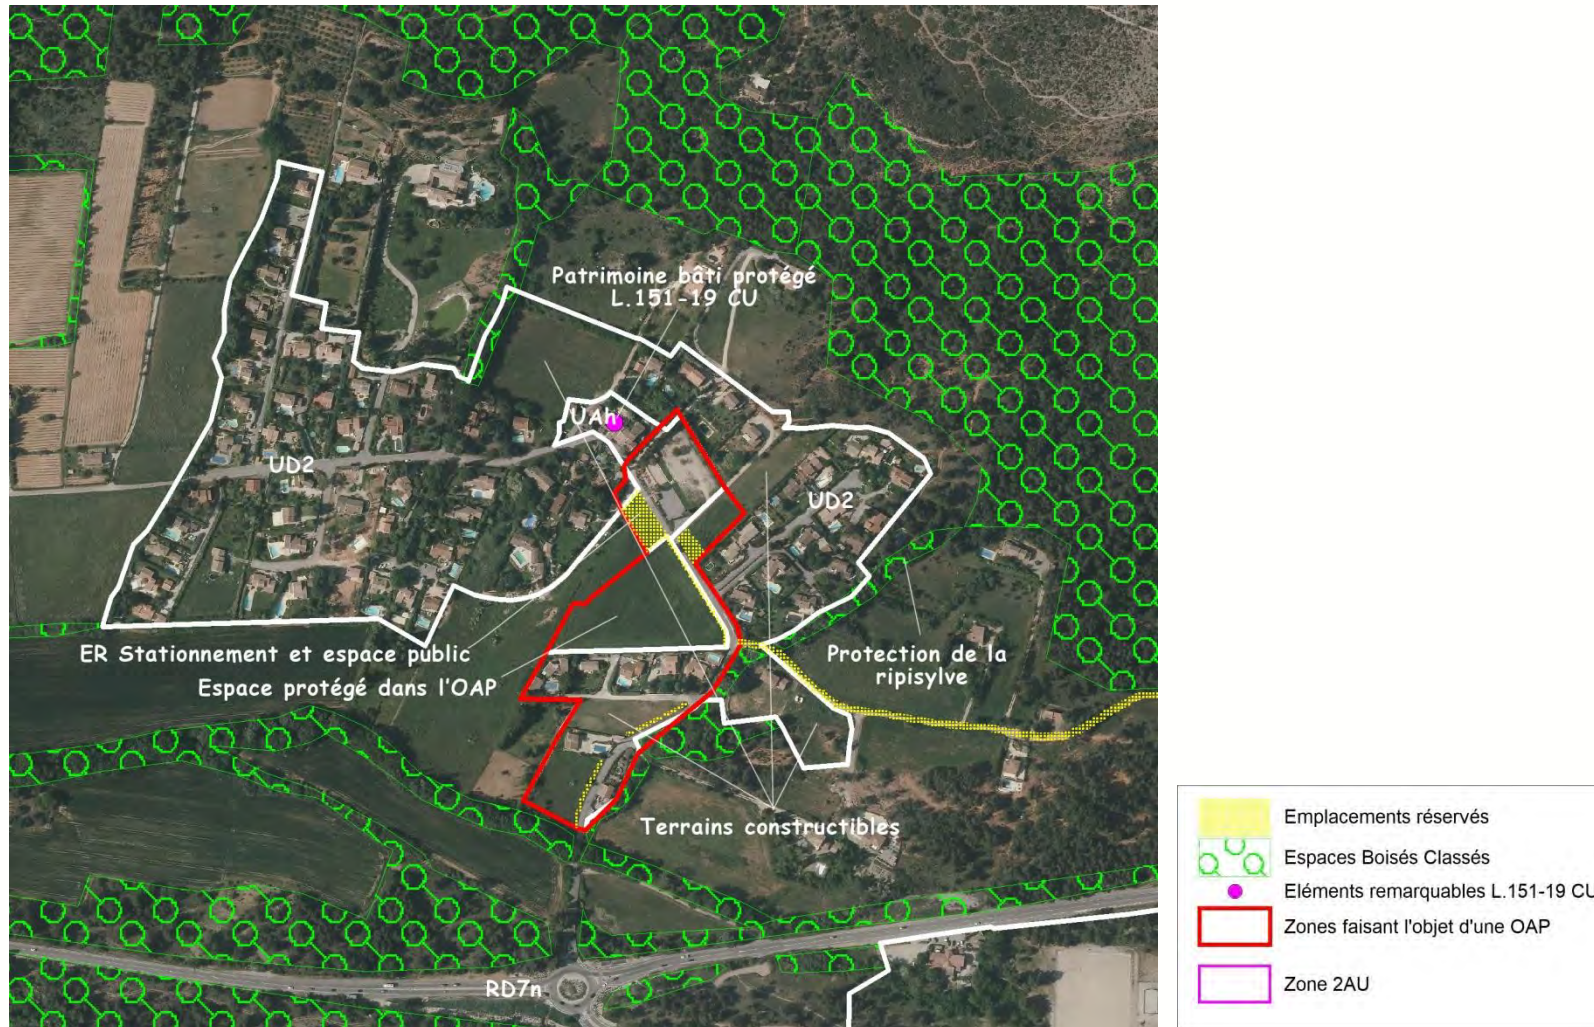 Patrimoine bâti protégé
L.151-19 CU
UAh
UD2
UD2
ER Stationnement et espace public
Espace protégé dans l'OAP
Protection de la
ripisylve
Terrains constructibles
RD7n
Emplacements réservés
Espaces Boisés Classés
Eléments remarquables L.151-19 CU
Zones faisant l'objet d'une OAP
Zone 2AU